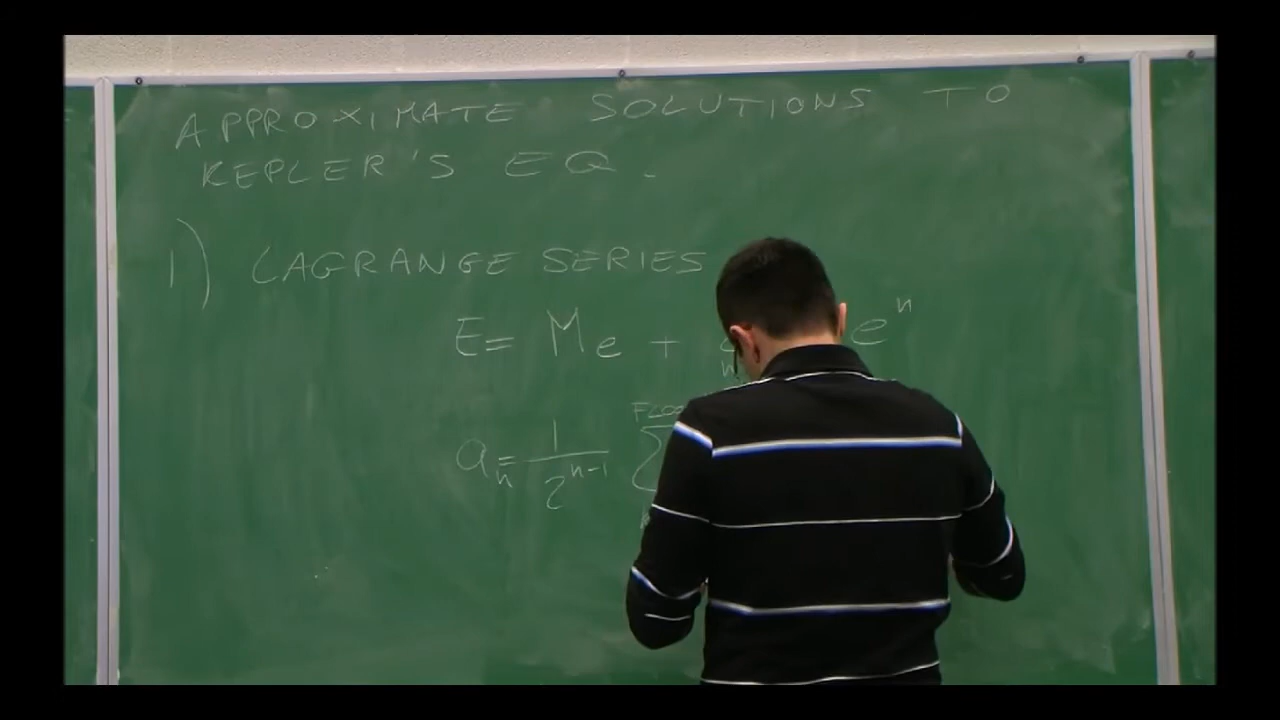 APPROXIMATE SOLUTIONS TO
KEPLER'S EQ.
1) LAGRANGE SERIES
E = Me + e^n
a_n = 1/2^{n-1} Σ